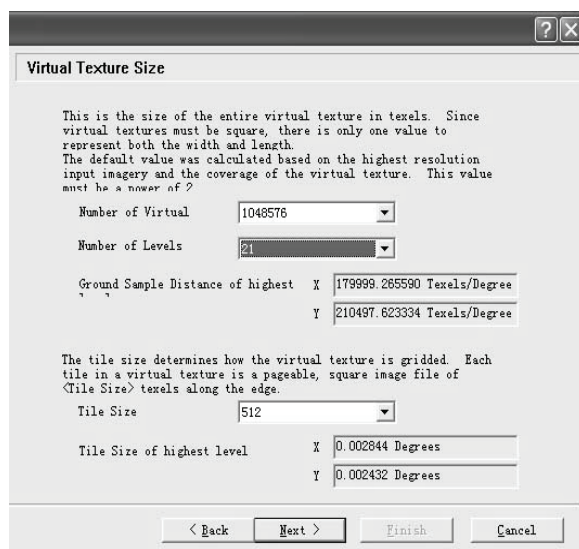 Virtual Texture Size
This is the size of the entire virtual texture in texels. Since
virtual textures must be square, there is only one value to
represent both the width and length.
The default value was calculated based on the highest resolution
input imagery and the coverage of the virtual texture. This value
must be a power of 2
Number of Virtual 1048576
Number of Levels 21
Ground Sample Distance of highest X 179999.265590 Texels/Degree
Y 210497.623334 Texels/Degree
The tile size determines how the virtual texture is gridded. Each
tile in a virtual texture is a pageable, square image file of
<Tile Size> texels along the edge.
Tile Size 512
Tile Size of highest level X 0.002844 Degrees
Y 0.002432 Degrees
< Back Next > Finish Cancel